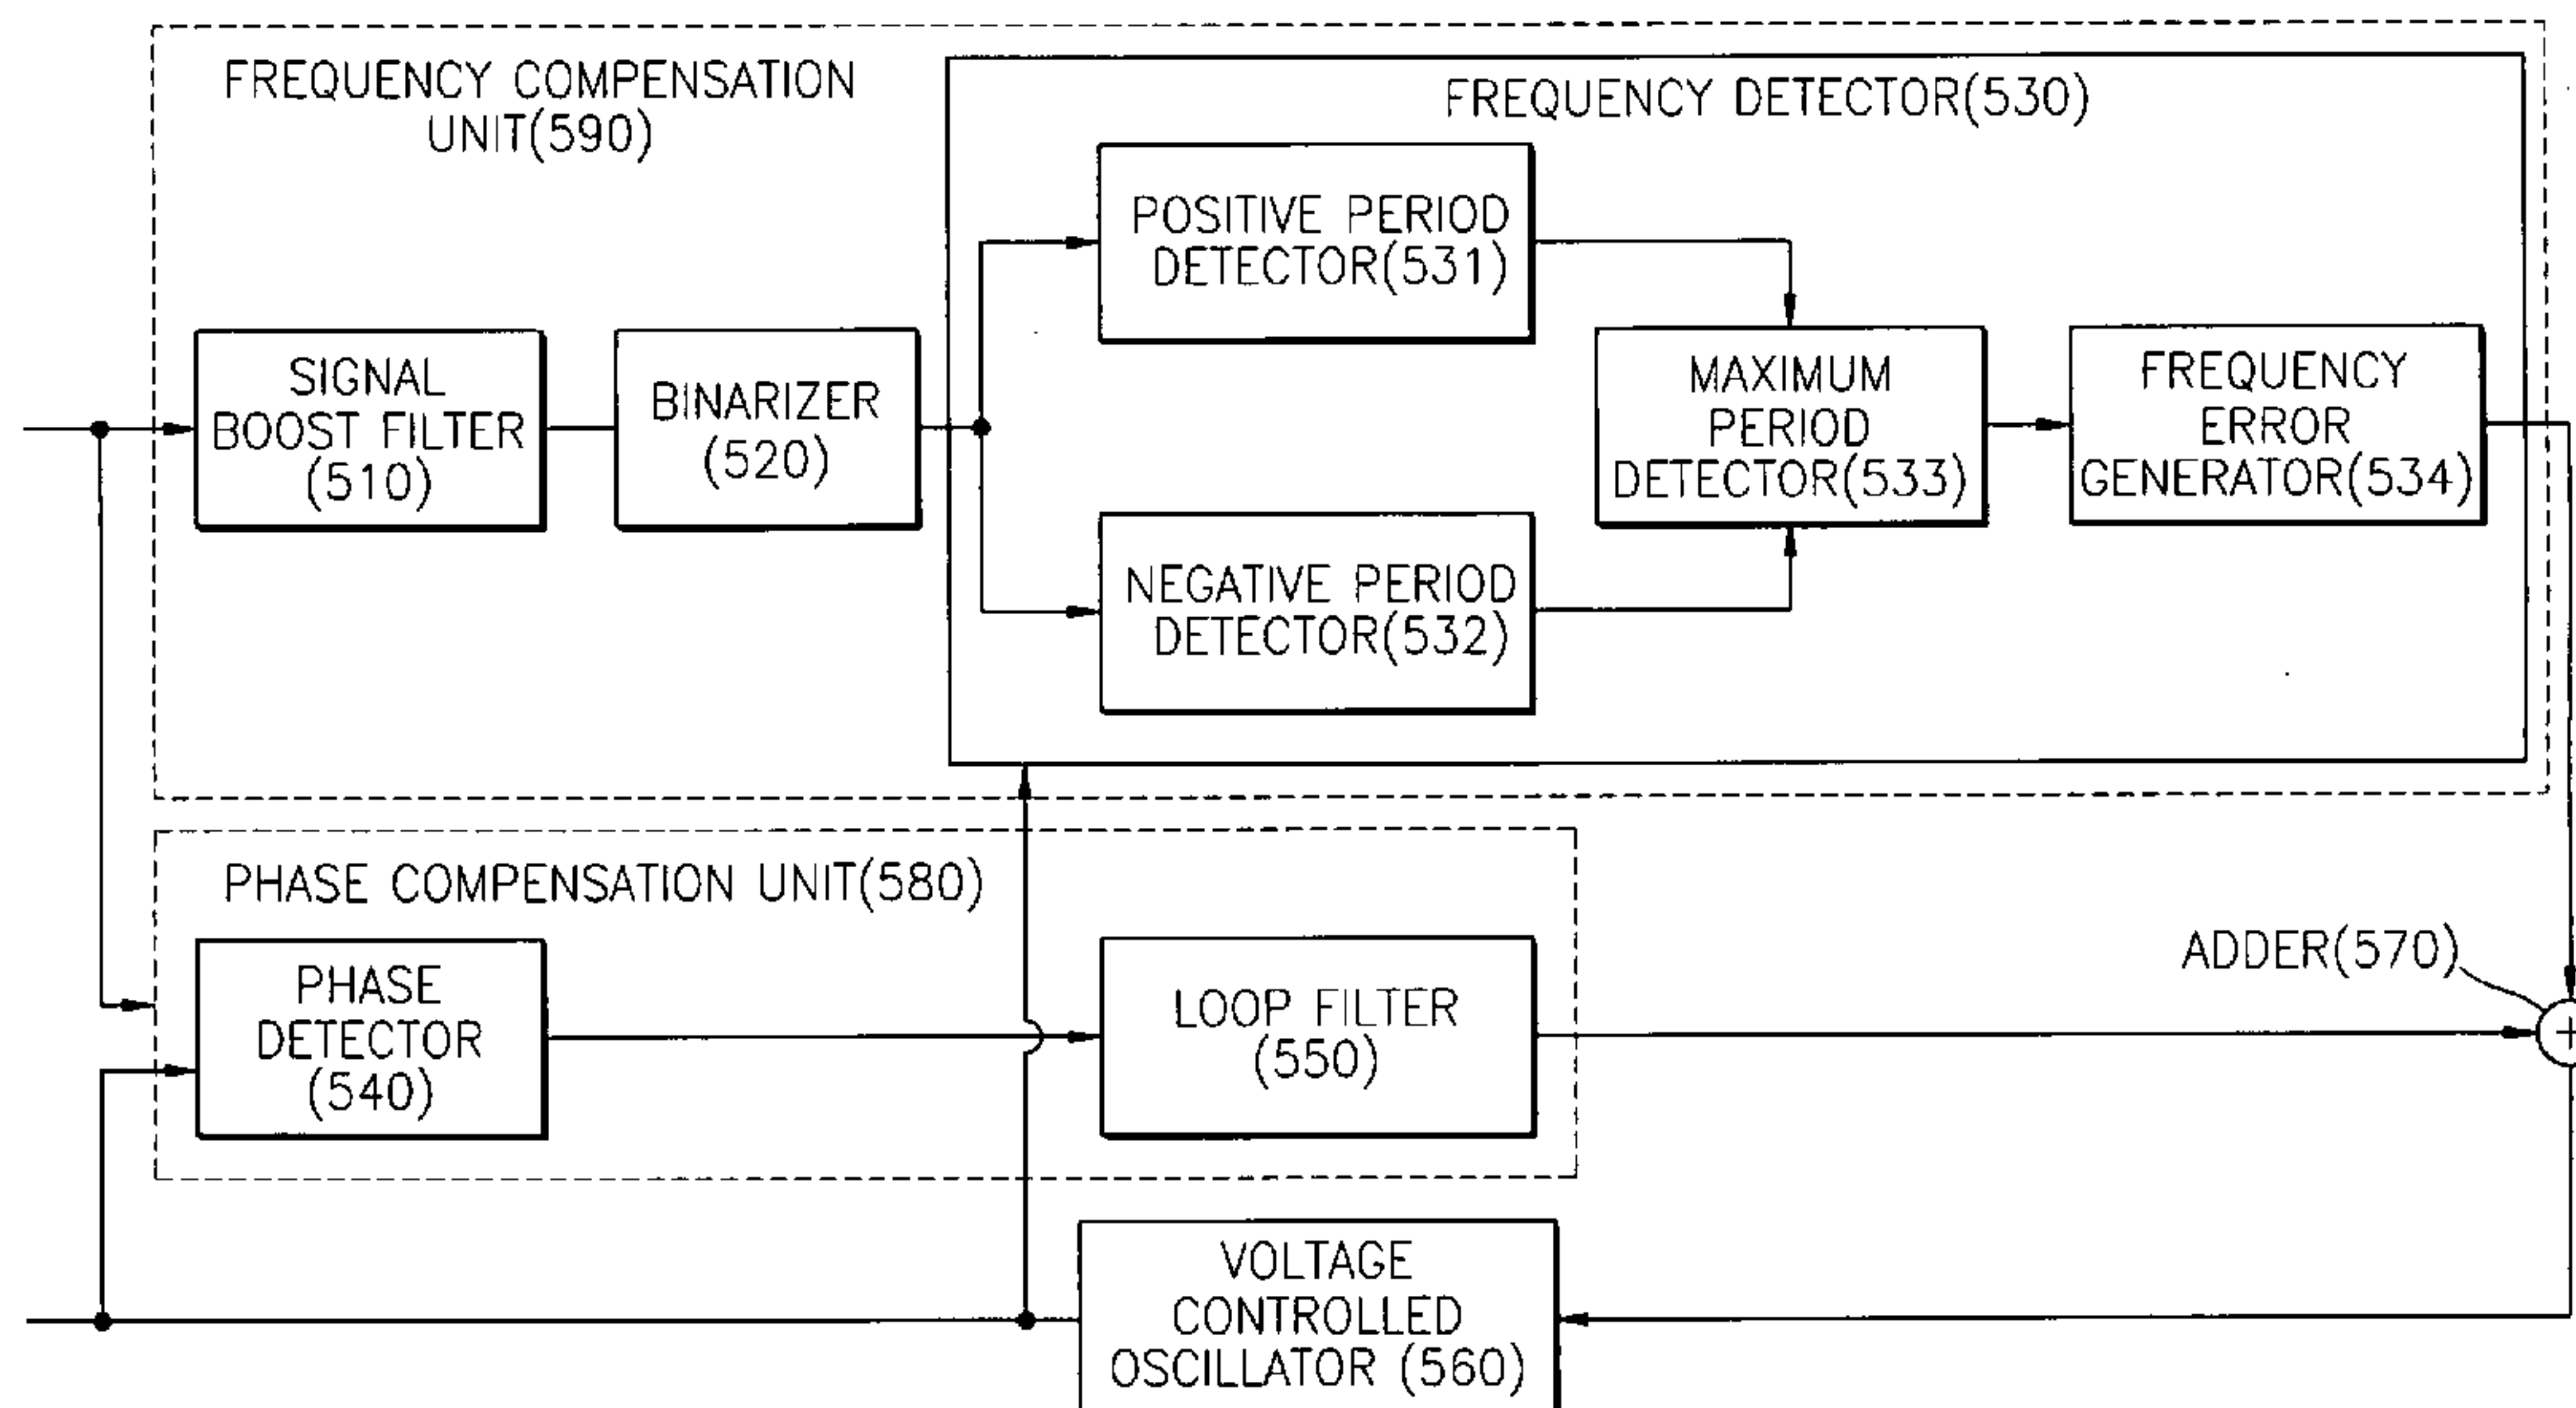 FREQUENCY COMPENSATION
UNIT(590)
FREQUENCY DETECTOR(530)
POSITIVE PERIOD
DETECTOR(531)
SIGNAL
BOOST FILTER
(510)
BINARIZER
(520)
MAXIMUM
PERIOD
DETECTOR(533)
FREQUENCY
ERROR
GENERATOR(534)
NEGATIVE PERIOD
DETECTOR(532)
PHASE COMPENSATION UNIT(580)
PHASE
DETECTOR
(540)
LOOP FILTER
(550)
ADDER(570)
+
VOLTAGE
CONTROLLED
OSCILLATOR (560)